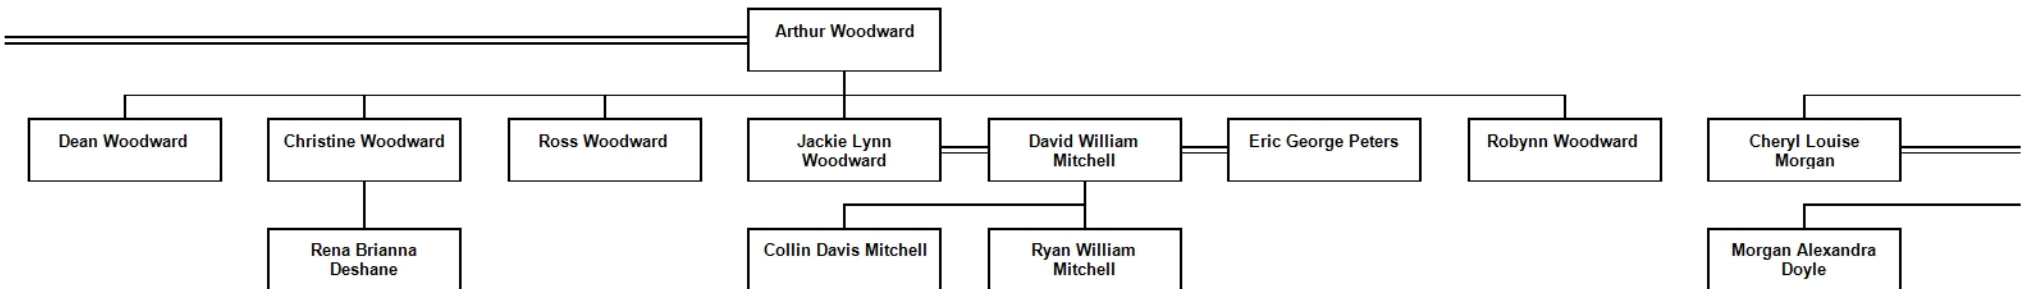 Arthur Woodward
Dean Woodward
Christine Woodward
Ross Woodward
Jackie Lynn
Woodward
David William
Mitchell
Eric George Peters
Robynn Woodward
Cheryl Louise
Morgan
Rena Brianna
Deshane
Collin Davis Mitchell
Ryan William
Mitchell
Morgan Alexandra
Doyle